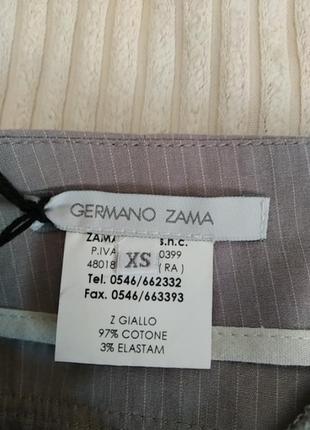 GERMANO ZAMA
ZAMA s.n.c.
P.IVA 0399
XS
48018 ( RA )
Tel. 0546/662332
Fax. 0546/663393
Z GIALLO
97% COTONE
3% ELASTAM